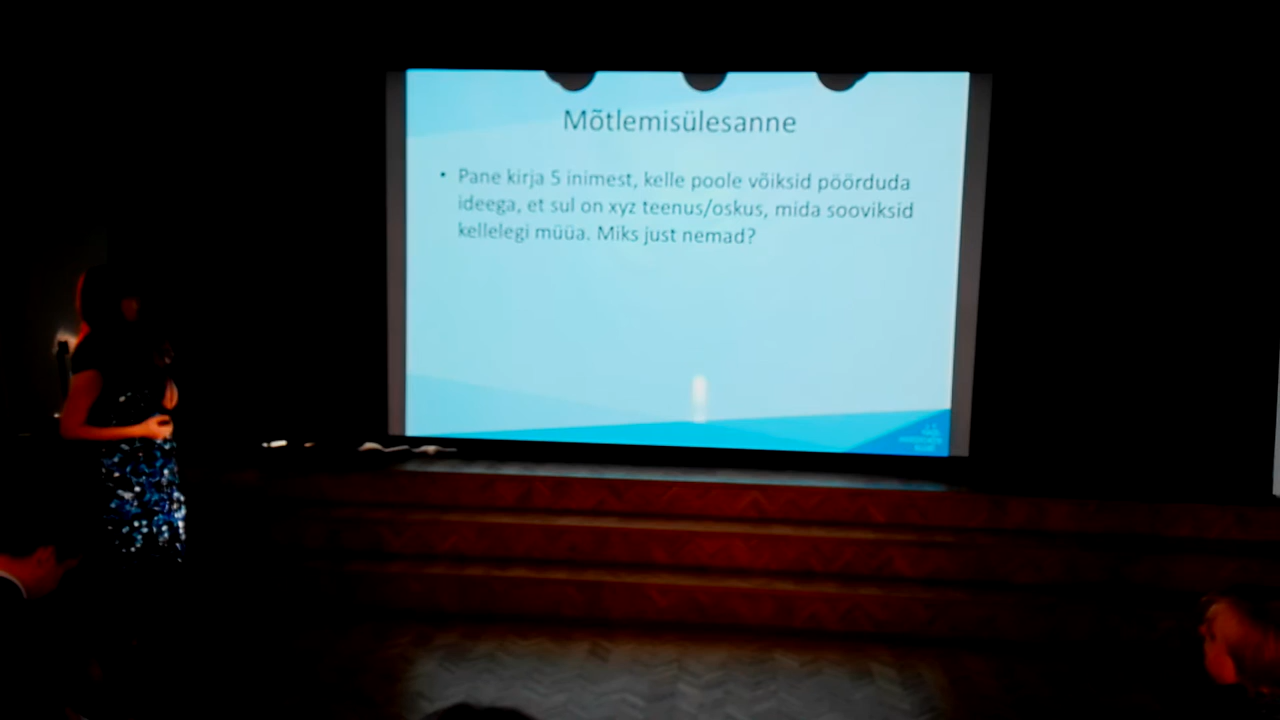 Mõtlemisülesanne
• Pane kirja 5 inimest, kelle poole võiksid pöörduda
ideega, et sul on xyz teenus/oskus, mida sooviksid
kellelegi müüa. Miks just nemad?